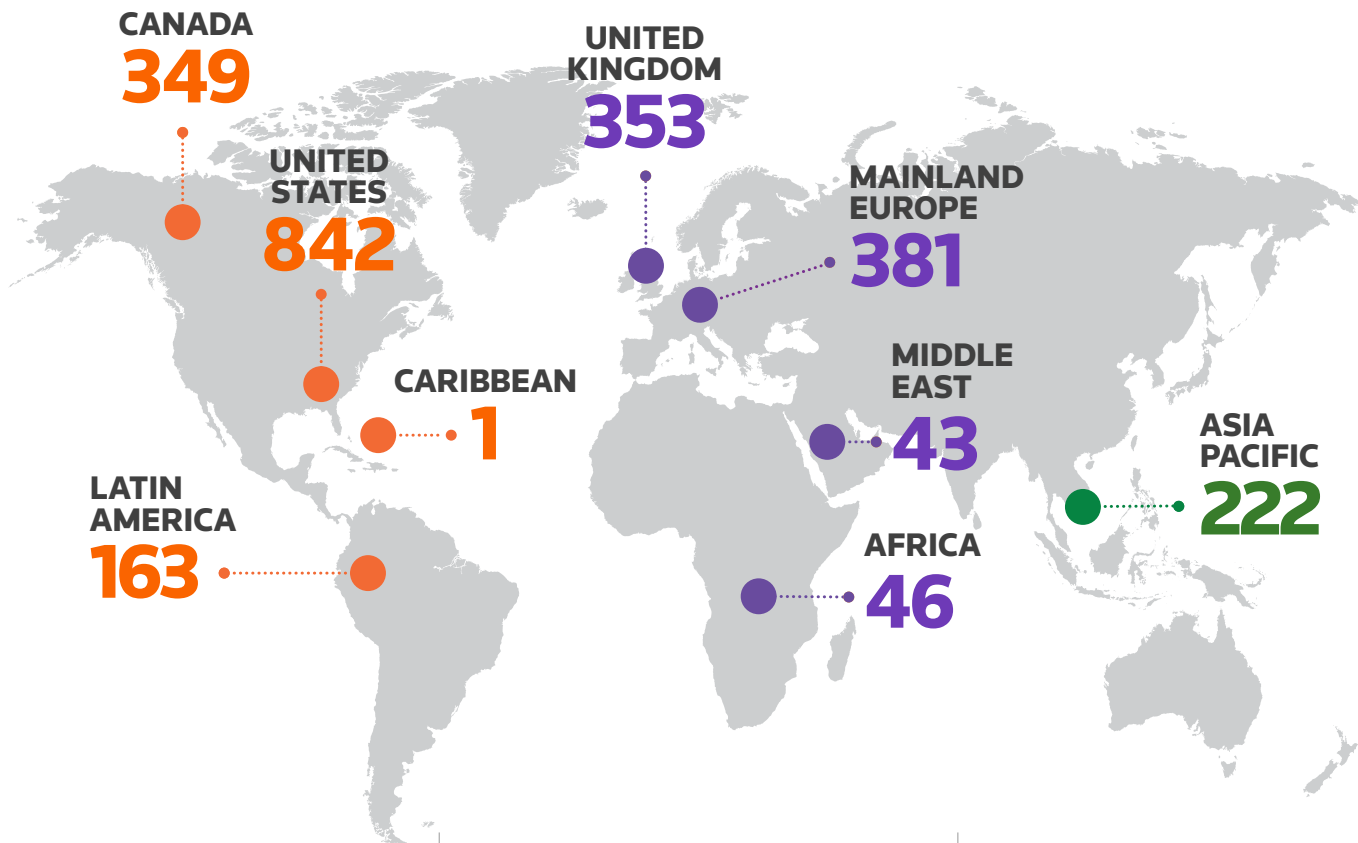 CANADA
349
UNITED
STATES
842
CARIBBEAN
1
LATIN
AMERICA
163
UNITED
KINGDOM
353
MAINLAND
EUROPE
381
MIDDLE
EAST
43
AFRICA
46
ASIA
PACIFIC
222